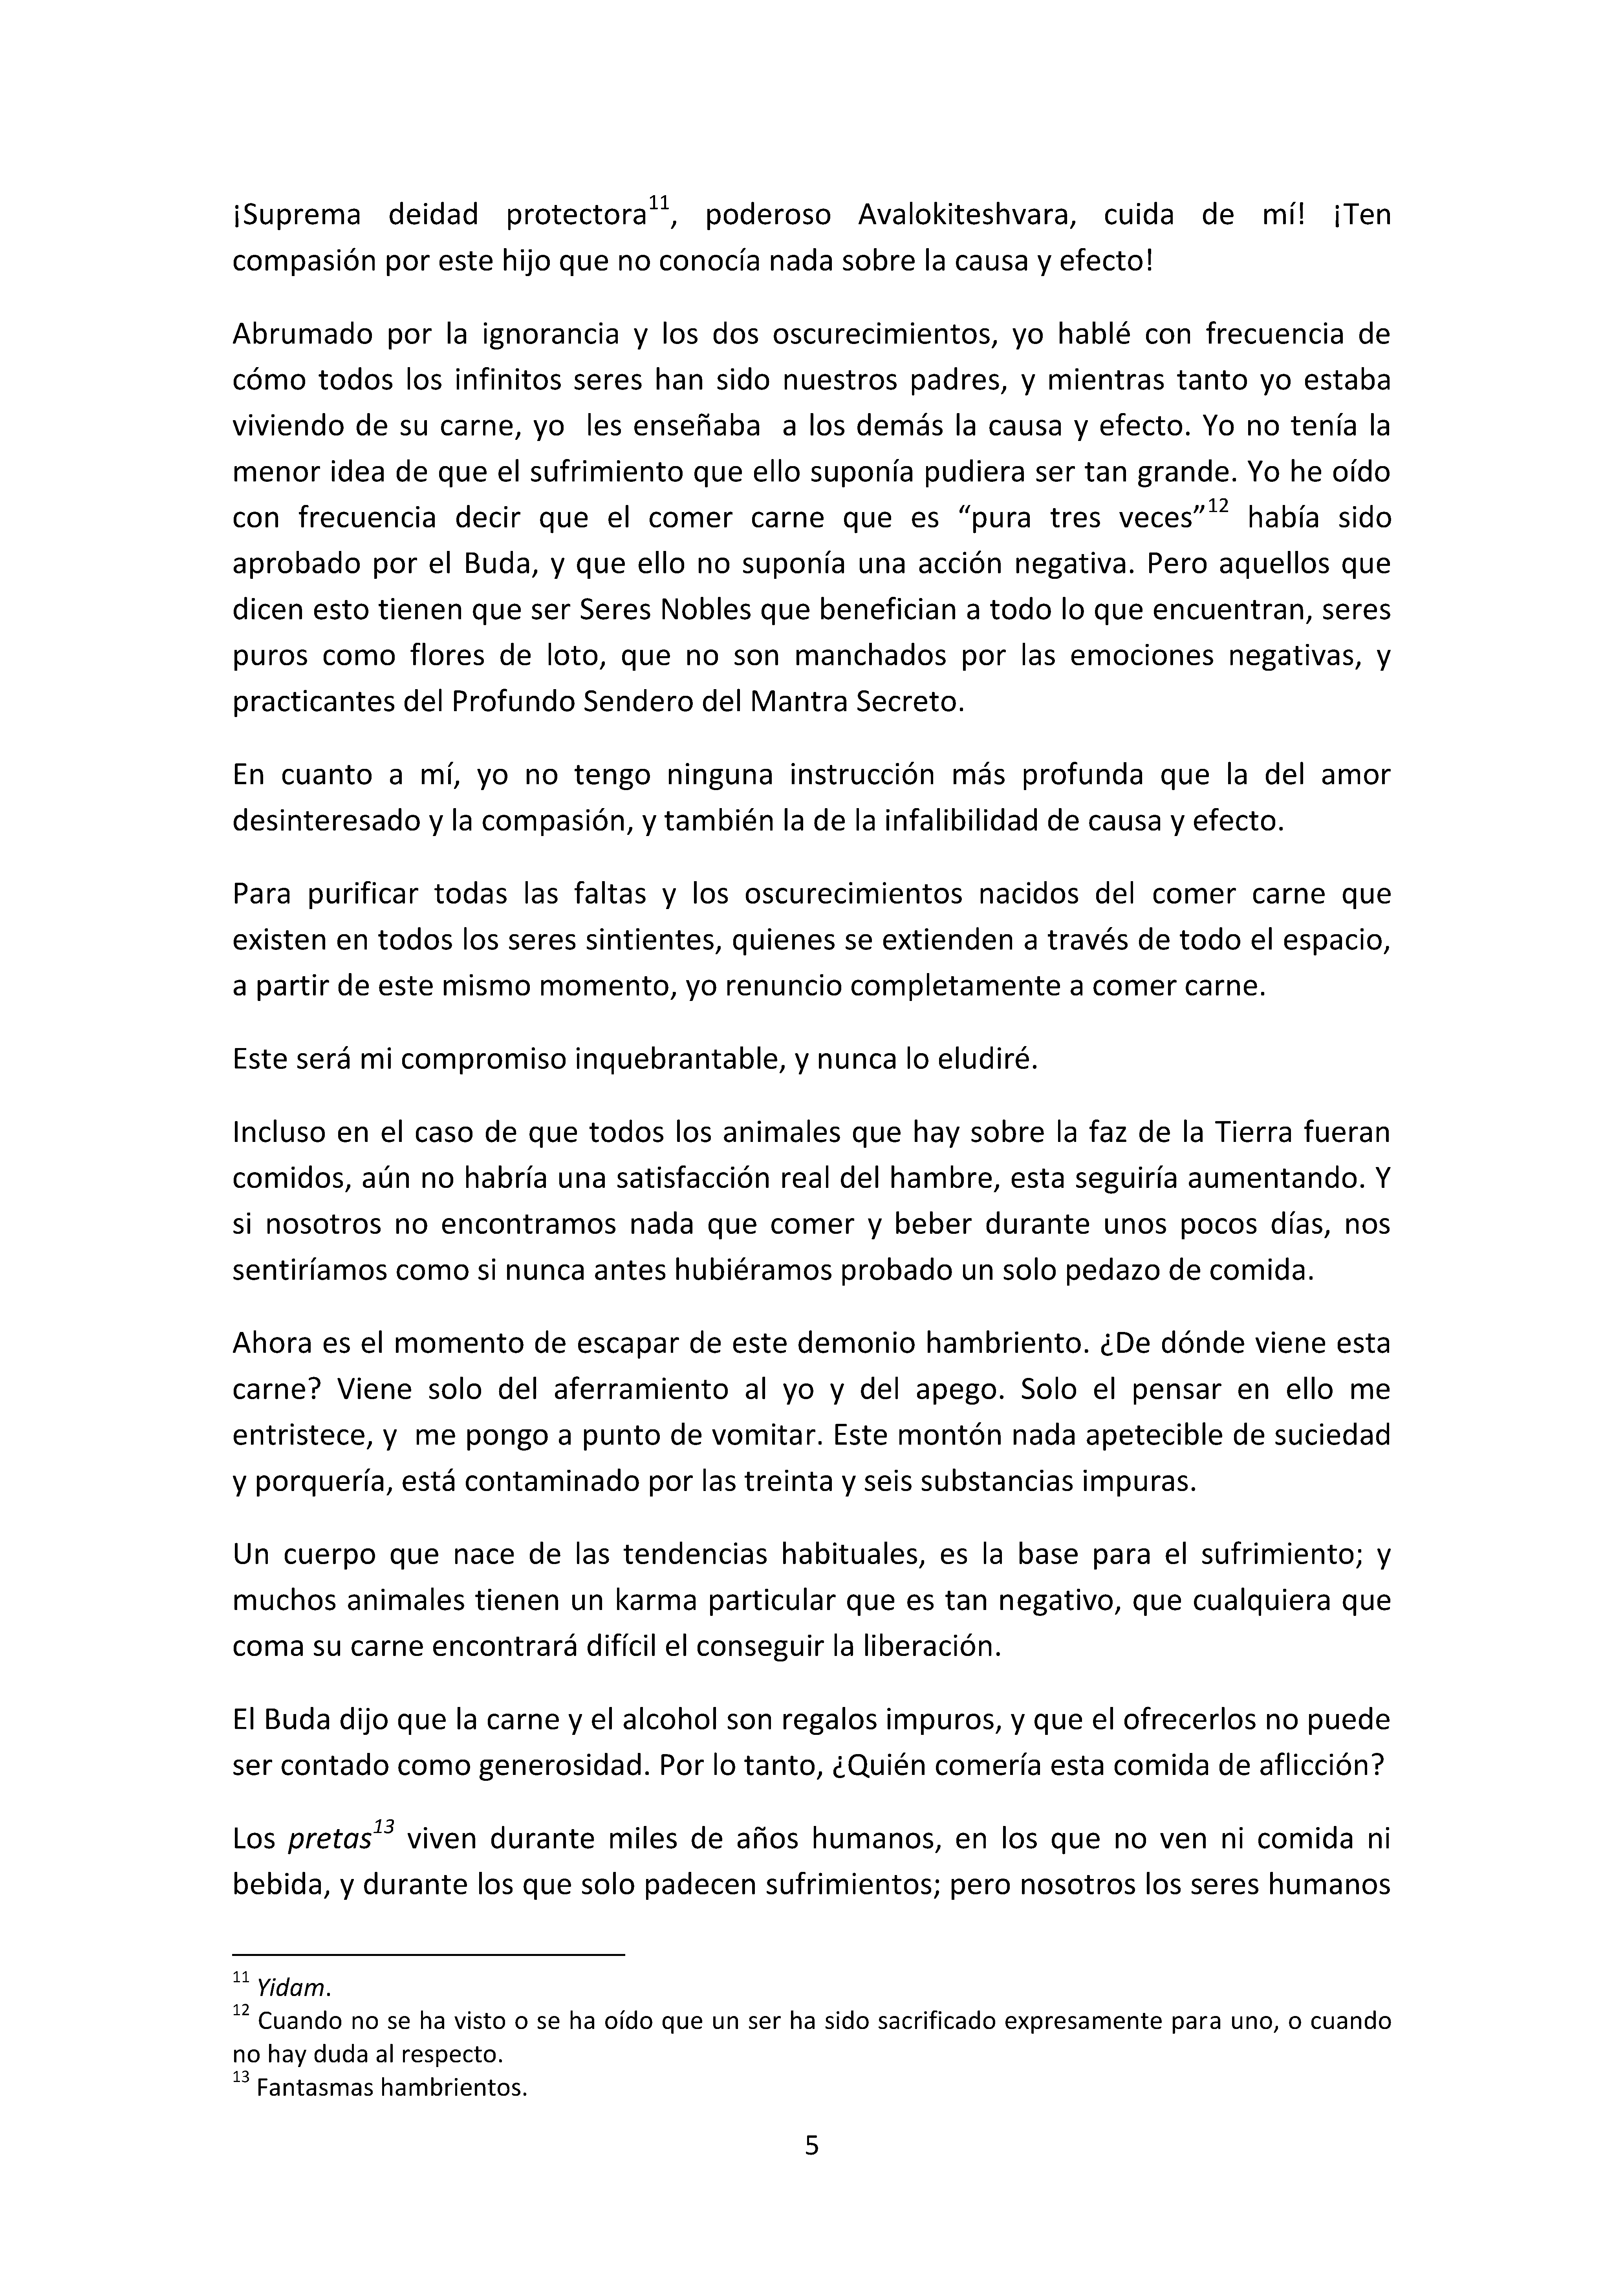 ¡Suprema deidad protectora11, poderoso Avalokiteshvara, cuida de mí! ¡Ten
compasión por este hijo que no conocía nada sobre la causa y efecto!
Abrumado por la ignorancia y los dos oscurecimientos, yo hablé con frecuencia de
cómo todos los infinitos seres han sido nuestros padres, y mientras tanto yo estaba
viviendo de su carne, yo les enseñaba a los demás la causa y efecto. Yo no tenía la
menor idea de que el sufrimiento que ello suponía pudiera ser tan grande. Yo he oído
con frecuencia decir que el comer carne que es “pura tres veces”12 había sido
aprobado por el Buda, y que ello no suponía una acción negativa. Pero aquellos que
dicen esto tienen que ser Seres Nobles que benefician a todo lo que encuentran, seres
puros como flores de loto, que no son manchados por las emociones negativas, y
practicantes del Profundo Sendero del Mantra Secreto.
En cuanto a mí, yo no tengo ninguna instrucción más profunda que la del amor
desinteresado y la compasión, y también la de la infalibilidad de causa y efecto.
Para purificar todas las faltas y los oscurecimientos nacidos del comer carne que
existen en todos los seres sintientes, quienes se extienden a través de todo el espacio,
a partir de este mismo momento, yo renuncio completamente a comer carne.
Este será mi compromiso inquebrantable, y nunca lo eludiré.
Incluso en el caso de que todos los animales que hay sobre la faz de la Tierra fueran
comidos, aún no habría una satisfacción real del hambre, esta seguiría aumentando. Y
si nosotros no encontramos nada que comer y beber durante unos pocos días, nos
sentiríamos como si nunca antes hubiéramos probado un solo pedazo de comida.
Ahora es el momento de escapar de este demonio hambriento. ¿De dónde viene esta
carne? Viene solo del aferramiento al yo y del apego. Solo el pensar en ello me
entristece, y me pongo a punto de vomitar. Este montón nada apetecible de suciedad
y porquería, está contaminado por las treinta y seis substancias impuras.
Un cuerpo que nace de las tendencias habituales, es la base para el sufrimiento; y
muchos animales tienen un karma particular que es tan negativo, que cualquiera que
coma su carne encontrará difícil el conseguir la liberación.
El Buda dijo que la carne y el alcohol son regalos impuros, y que el ofrecerlos no puede
ser contado como generosidad. Por lo tanto, ¿Quién comería esta comida de aflicción?
Los pretas13 viven durante miles de años humanos, en los que no ven ni comida ni
bebida, y durante los que solo padecen sufrimientos; pero nosotros los seres humanos
11 Yidam.
12 Cuando no se ha visto o se ha oído que un ser ha sido sacrificado expresamente para uno, o cuando
no hay duda al respecto.
13 Fantasmas hambrientos.
5